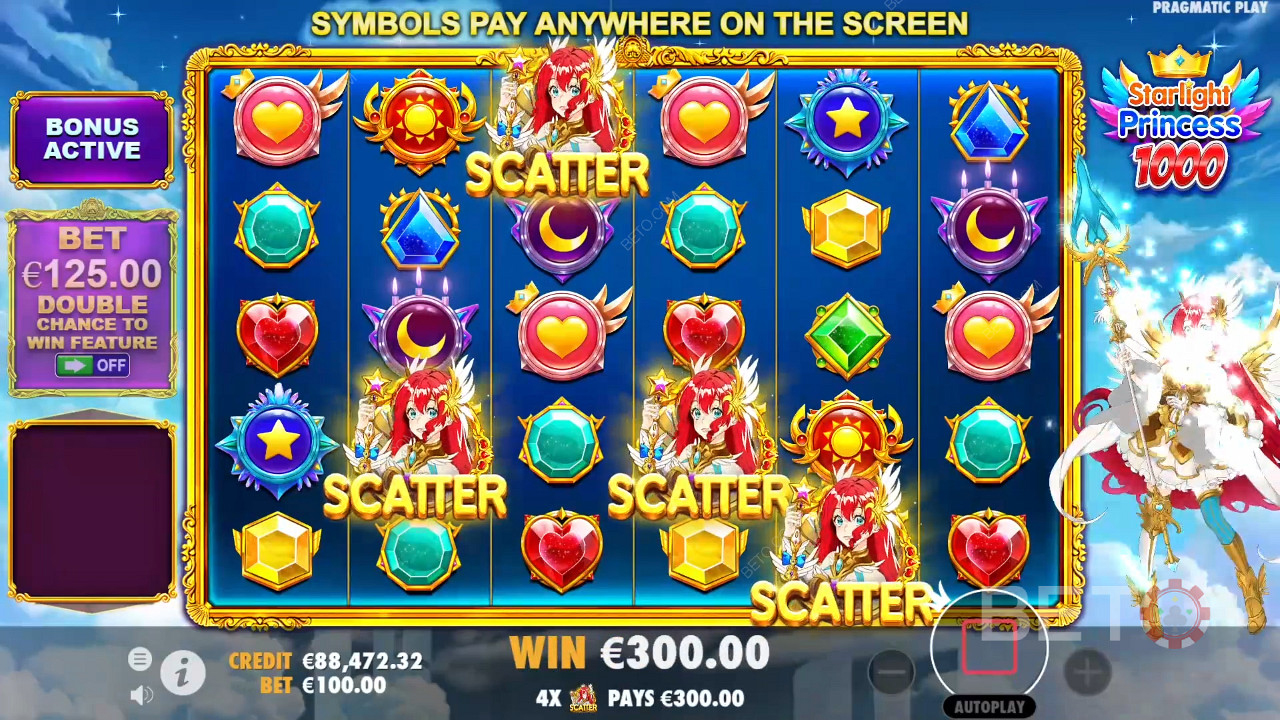 PRAGMATIC PLAY
SYMBOLS PAY ANYWHERE ON THE SCREEN
Starlight
Princess
1000
BONUS
ACTIVE
BET
€125.00
DOUBLE
CHANCE TO
WIN FEATURE
OFF
SCATTER
SCATTER
SCATTER
SCATTER
BETO.COM
BETO
WIN €300.00
CREDIT €88,472.32
BET €100.00
4X SCATTER PAYS €300.00
AUTOPLAY